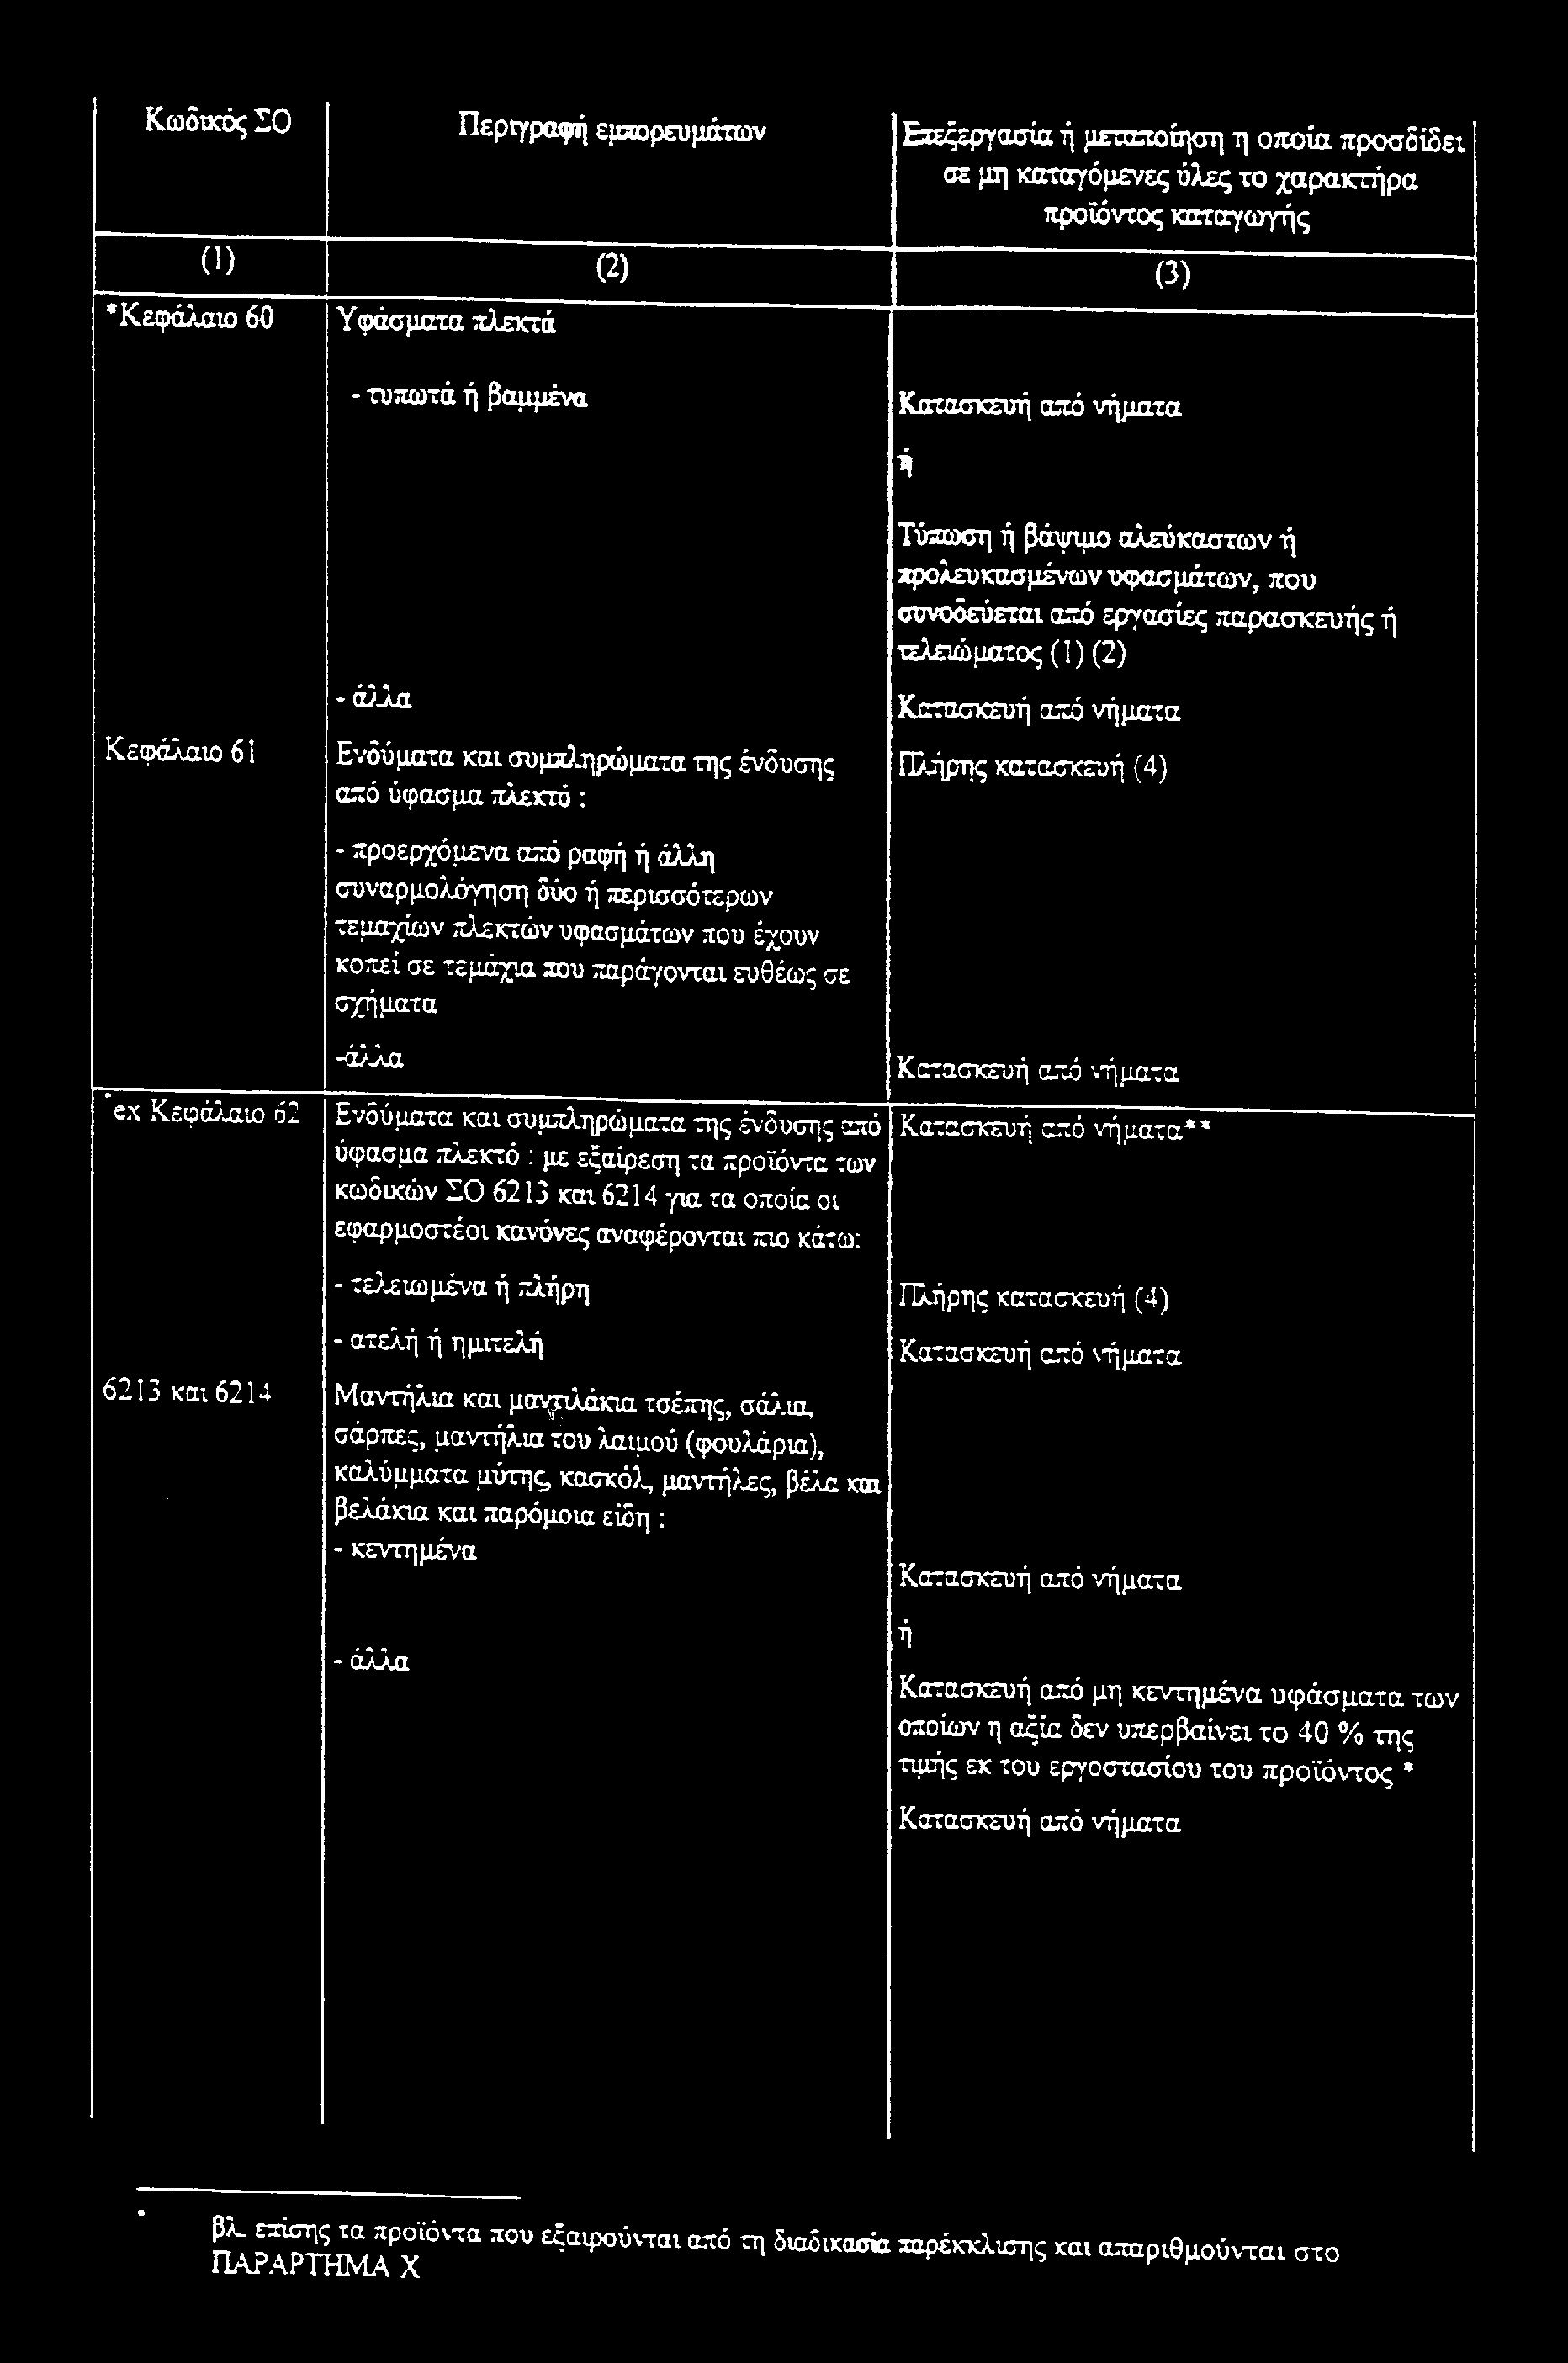 Κωδικός ΣΟ
Περιγραφή εμπορευμάτων
Επεξεργασία ή μεταποίηση η οποία προσδίδει
σε μη καταγόμενες ύλες το χαρακτήρα
προϊόντος καταγωγής
(1)
(2)
(3)
*Κεφάλαιο 60
Υφάσματα πλεκτά
- τυπωτά ή βαμμένα
Κατασκευή από νήματα
ή
Τύπωση ή βάψιμο αλεύκαστων ή
προλευκασμένων υφασμάτων, που
συνοδεύεται από εργασίες παρασκευής ή
τελειώματος (1) (2)
- άλλα
Κατασκευή από νήματα
Κεφάλαιο 61
Ενδύματα και συμπληρώματα της ένδυσης
από ύφασμα πλεκτό :
Πλήρης κατασκευή (4)
- προερχόμενα από ραφή ή άλλη
συναρμολόγηση δύο ή περισσότερων
τεμαχίων πλεκτών υφασμάτων που έχουν
κοπεί σε τεμάχια που παράγονται ευθέως σε
σχήματα
-άλλα
Κατασκευή από νήματα
*ex Κεφάλαιο 62
Ενδύματα και συμπληρώματα της ένδυσης από
ύφασμα πλεκτό : με εξαίρεση τα προϊόντα των
κωδικών ΣΟ 6213 και 6214 για τα οποία οι
εφαρμοστέοι κανόνες αναφέρονται πιο κάτω:
Κατασκευή από νήματα**
- τελειωμένα ή πλήρη
Πλήρης κατασκευή (4)
- ατελή ή ημιτελή
Κατασκευή από νήματα
6213 και 6214
Μαντήλια και μαντιλάκια τσέπης, σάλια,
σάρπες, μαντήλια του λαιμού (φουλάρια),
καλύμματα μύτης, κασκόλ, μαντήλες, βέλα και
βελάκια και παρόμοια είδη :
- κεντημένα
Κατασκευή από νήματα
ή
- άλλα
Κατασκευή από μη κεντημένα υφάσματα των
οποίων η αξία δεν υπερβαίνει το 40 % της
τιμής εκ του εργοστασίου του προϊόντος *
Κατασκευή από νήματα
* βλ. επίσης τα προϊόντα που εξαιρούνται από τη διαδικασία παρέκκλισης και απαριθμούνται στο
ΠΑΡΑΡΤΗΜΑ Χ